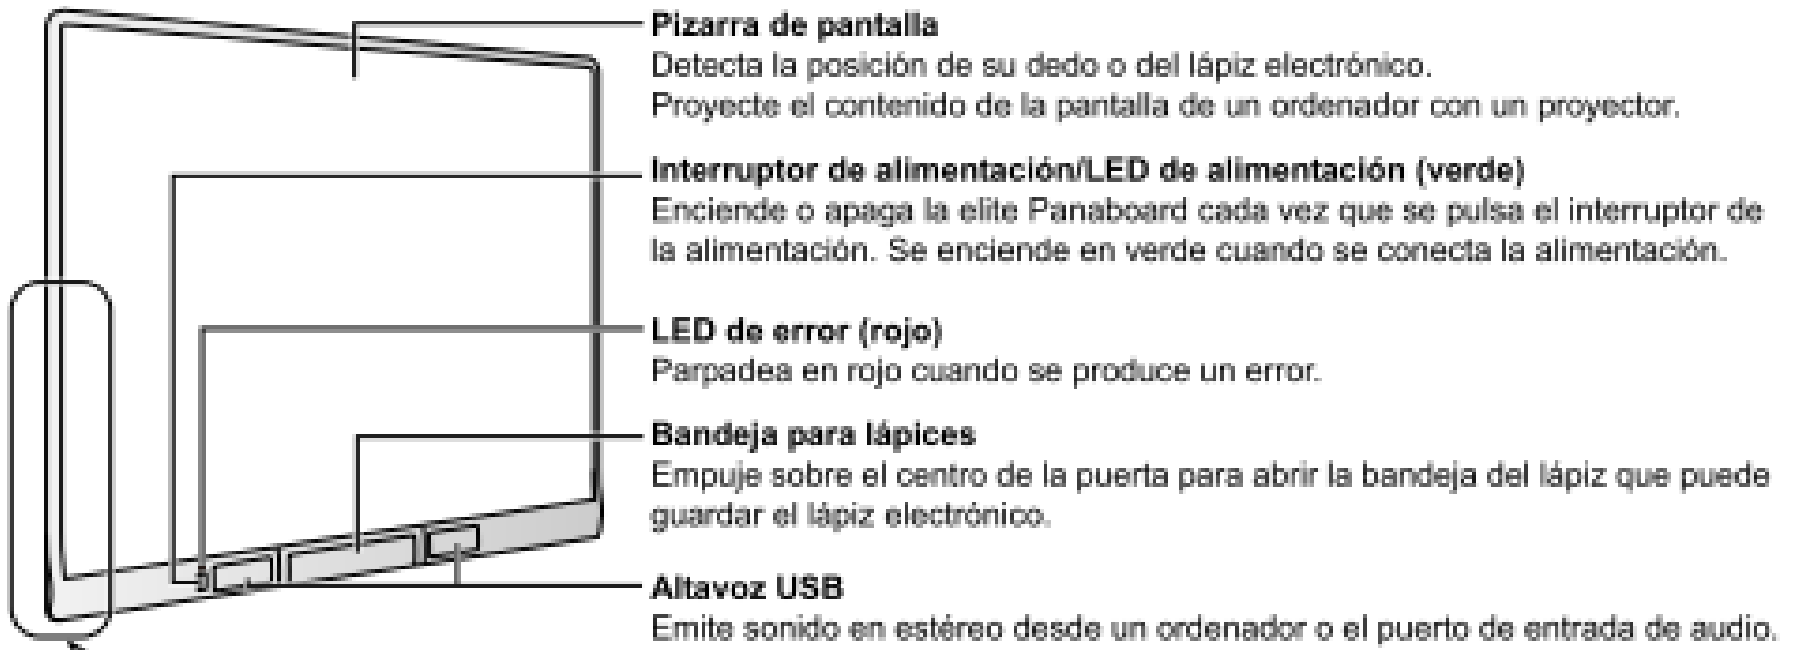 Pizarra de pantalla
Detecta la posición de su dedo o del lápiz electrónico.
Proyecte el contenido de la pantalla de un ordenador con un proyector.
Interruptor de alimentación/LED de alimentación (verde)
Enciende o apaga la elite Panaboard cada vez que se pulsa el interruptor de
la alimentación. Se enciende en verde cuando se conecta la alimentación.
LED de error (rojo)
Parpadea en rojo cuando se produce un error.
Bandeja para lápices
Empuje sobre el centro de la puerta para abrir la bandeja del lápiz que puede
guardar el lápiz electrónico.
Altavoz USB
Emite sonido en estéreo desde un ordenador o el puerto de entrada de audio.